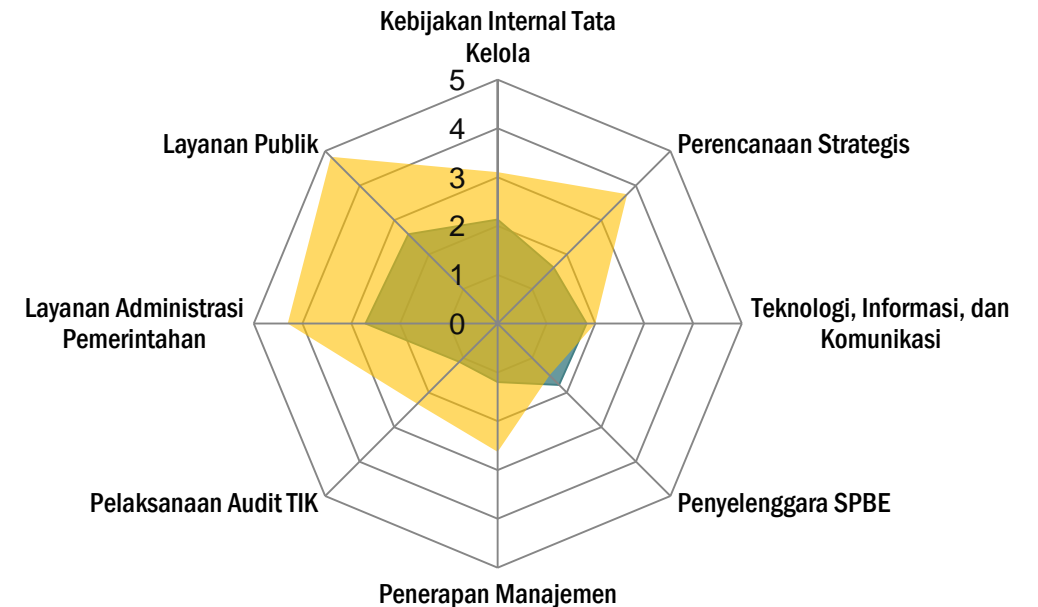 Kebijakan Internal Tata
Kelola
5
4
3
2
1
0
Layanan Publik
Perencanaan Strategis
Layanan Administrasi
Pemerintahan
Teknologi, Informasi, dan
Komunikasi
Pelaksanaan Audit TIK
Penyelenggara SPBE
Penerapan Manajemen